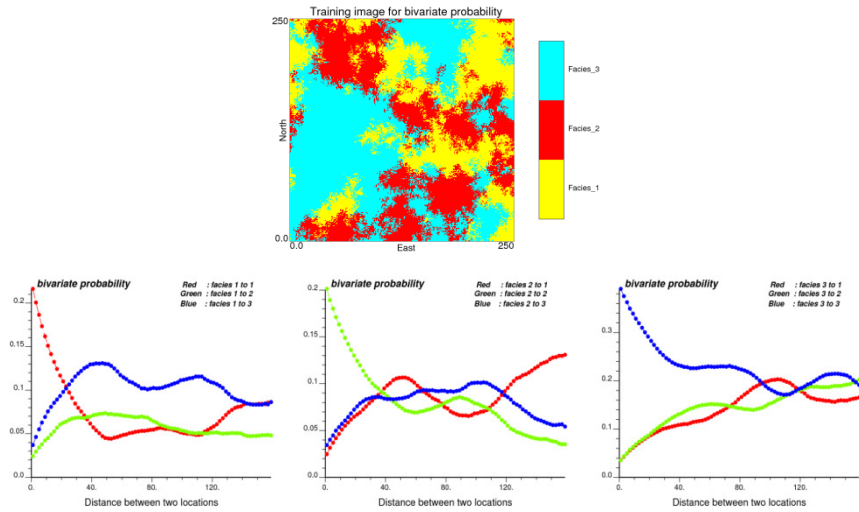 Training image for bivariate probability
250
North
0.0
0.0
East
250
Facies_3
Facies_2
Facies_1
bivariate probability
Red : facies 1 to 1
Green : facies 1 to 2
Blue : facies 1 to 3
0.2
0.15
0.1
0.05
0.
0.
40.
80.
120.
Distance between two locations
bivariate probability
Red : facies 2 to 1
Green : facies 2 to 2
Blue : facies 2 to 3
0.2
0.15
0.1
0.05
0.
0.
40.
80.
120.
Distance between two locations
bivariate probability
Red : facies 3 to 1
Green : facies 3 to 2
Blue : facies 3 to 3
0.3
0.2
0.1
0.
0.
40.
80.
120.
Distance between two locations